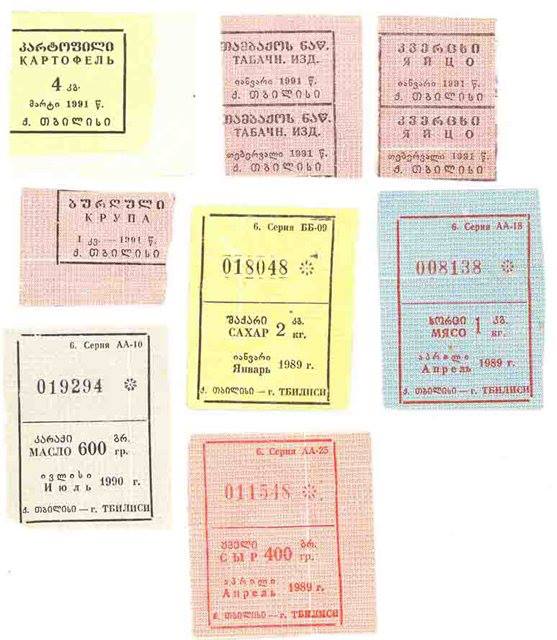 კარტოფილი
КАРТОФЕЛЬ
4 კგ.
მარტი 1991 წ.
ქ. თბილისი
თამბაქოს ნაწ.
ТАБАЧН. ИЗД.
იანვარი 1991 წ.
ქ. თბილისი
თამბაქოს ნაწ.
ТАБАЧН. ИЗД.
თებერვალი 1991 წ.
ქ. თბილისი
კვერცხი
ЯЙЦО
იანვარი 1991 წ.
ქ. თბილისი
კვერცხი
ЯЙЦО
თებერვალი 1991 წ.
ქ. თბილისი
ბურღული
КРУПА
1 კვ.—1991 წ.
ქ. თბილისი
6. Серия ББ-09
018048
შაქარი კგ.
САХАР 2 кг.
იანვარი
Январь 1989 г.
ქ. თბილისი — г. ТБИЛИСИ
6. Серия АА-18
008138
ხორცი კგ.
МЯСО 1 кг.
აპრილი
Апрель 1989 г.
ქ. თბილისი — г. ТБИЛИСИ
6. Серия АА-10
019294
კარაქი გრ.
МАСЛО 600 гр.
ივლისი
Июль 1990 г.
ქ. თბილისი — г. ТБИЛИСИ
6. Серия АА-25
011548
ყველი გრ.
СЫР 400 гр.
აპრილი
Апрель 1989 г.
ქ. თბილისი — г. ТБИЛИСИ